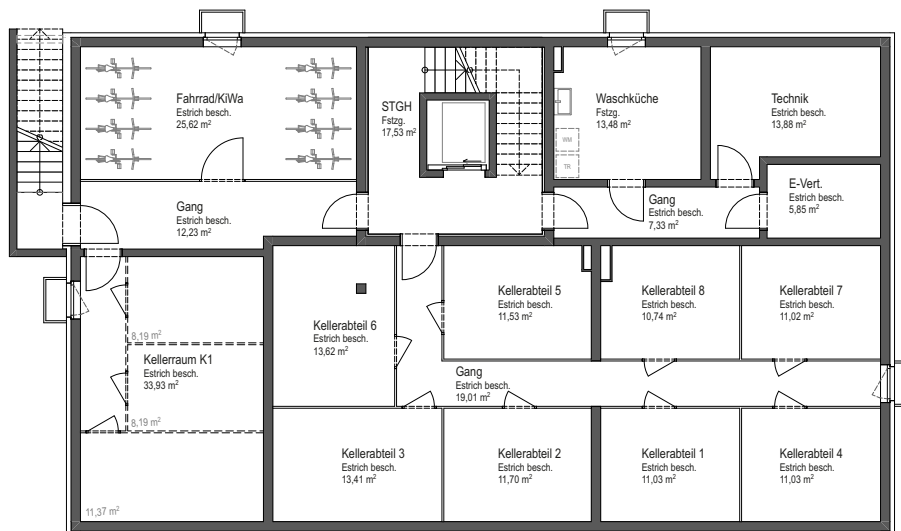 Fahrrad/KiWa
Estrich besch.
25,62 m²
STGH
Fstzg.
17,53 m²
Waschküche
Fstzg.
13,48 m²
WM
TR
Technik
Estrich besch.
13,88 m²
E-Vert.
Estrich besch.
5,85 m²
Gang
Estrich besch.
12,23 m²
Gang
Estrich besch.
7,33 m²
Kellerabteil 5
Estrich besch.
11,53 m²
Kellerabteil 8
Estrich besch.
10,74 m²
Kellerabteil 7
Estrich besch.
11,02 m²
Kellerabteil 6
Estrich besch.
13,62 m²
8,19 m²
Kellerraum K1
Estrich besch.
33,93 m²
8,19 m²
11,37 m²
Gang
Estrich besch.
19,01 m²
Kellerabteil 3
Estrich besch.
13,41 m²
Kellerabteil 2
Estrich besch.
11,70 m²
Kellerabteil 1
Estrich besch.
11,03 m²
Kellerabteil 4
Estrich besch.
11,03 m²